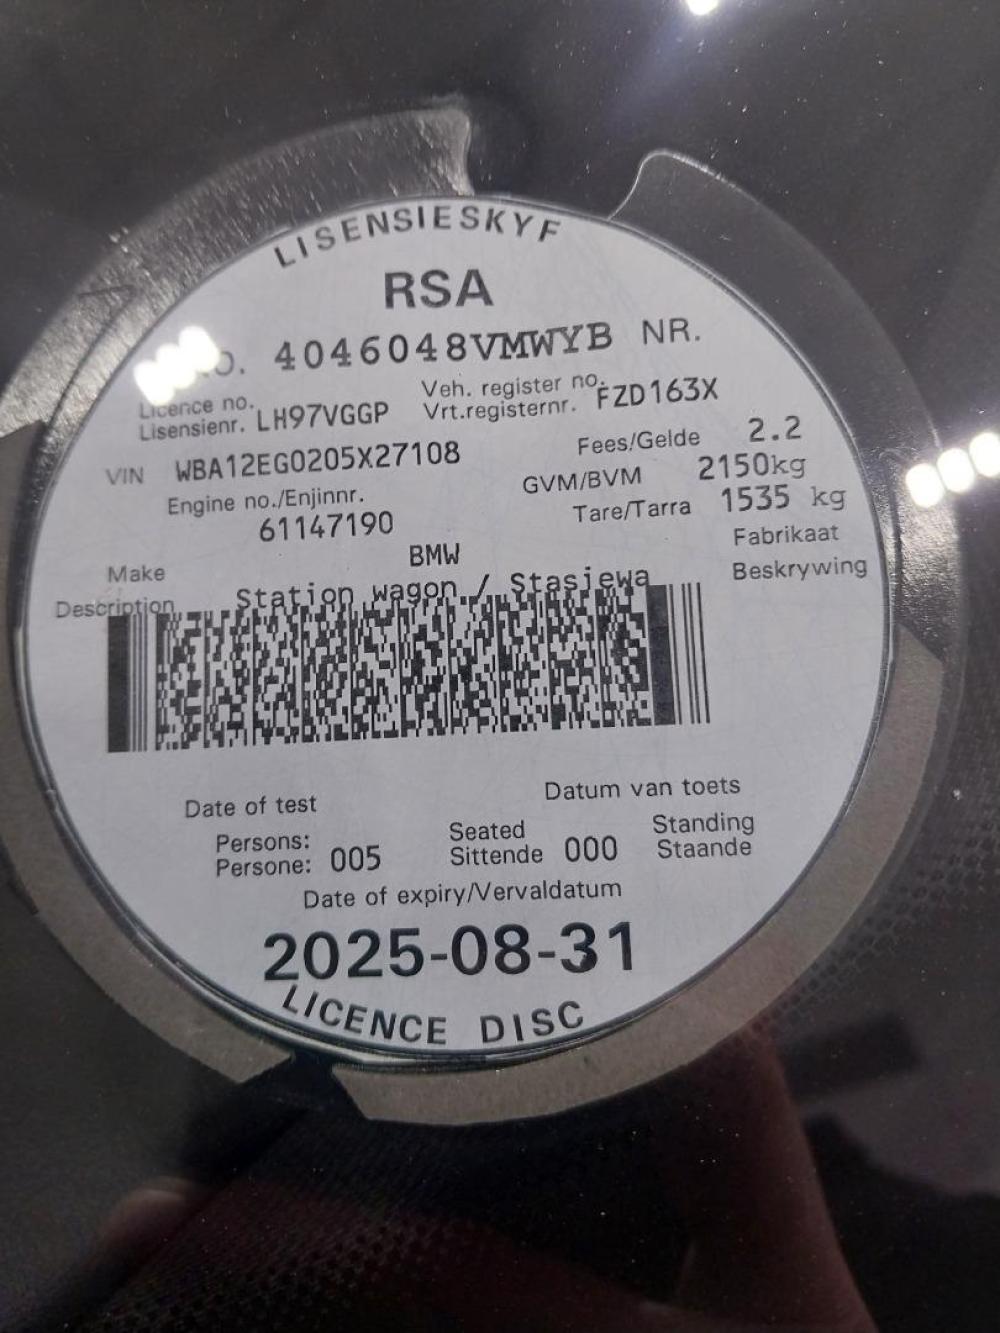 LISENSIESKYF
RSA
NO. 4046048VMWYB NR.
Licence no.
Lisensienr. LH97VGGP
Veh. register no.
Vrt.registernr. FZD163X
VIN WBA12EG0205X27108
Fees/Gelde 2.2
Engine no./Enjinnr.
61147190
GVM/BVM 2150kg
Tare/Tarra 1535 kg
Make BMW Fabrikaat
Description Station wagon / Stasiewa Beskrywing
Date of test Datum van toets
Persons:
Persone: 005
Seated
Sittende 000
Standing
Staande
Date of expiry/Vervaldatum
2025-08-31
LICENCE DISC